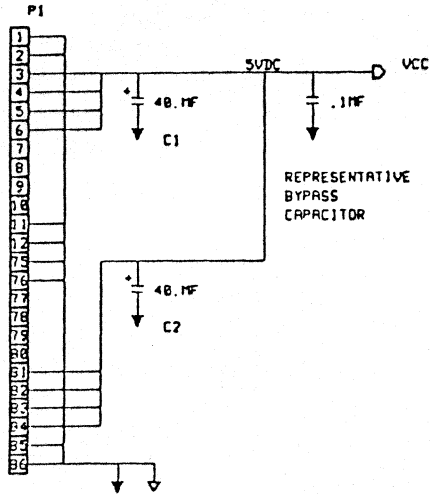 P1
1
2
3
4
5
6
7
8
9
10
11
12
75
76
77
78
79
80
81
82
83
84
85
86
5VDC
VCC
+
40.MF
C1
.1MF
REPRESENTATIVE
BYPASS
CAPACITOR
+
40.MF
C2